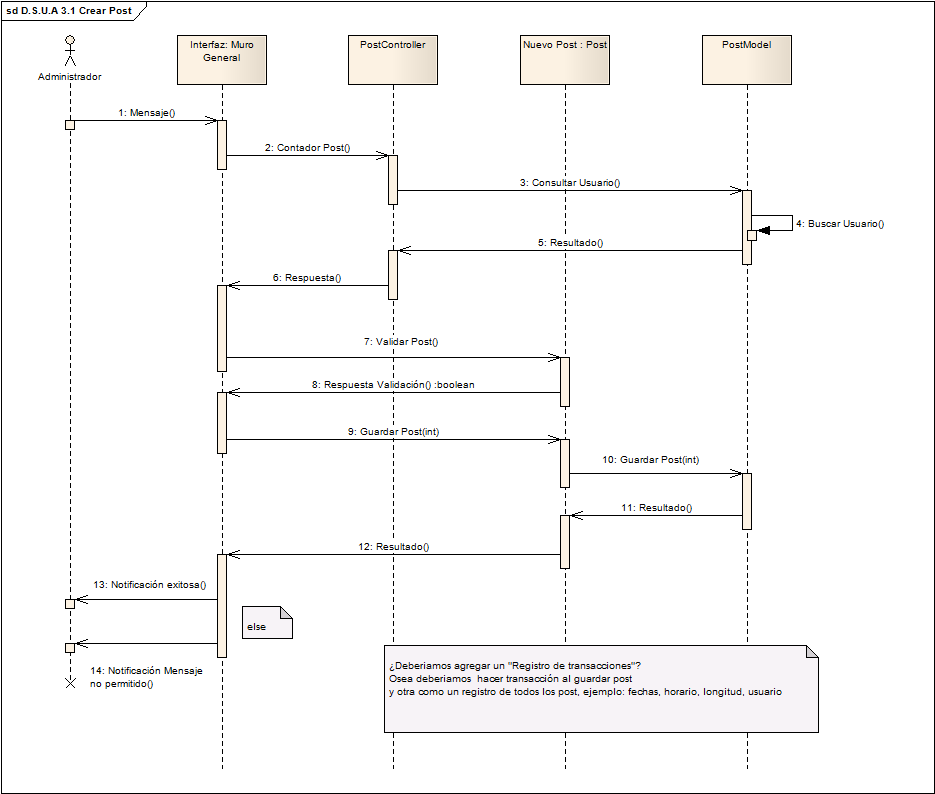 sd D.S.U.A 3.1 Crear Post
Interfaz: Muro
General
PostController
Nuevo Post : Post
PostModel
Administrador
1: Mensaje()
2: Contador Post()
3: Consultar Usuario()
4: Buscar Usuario()
5: Resultado()
6: Respuesta()
7: Validar Post()
8: Respuesta Validación() :boolean
9: Guardar Post(int)
10: Guardar Post(int)
11: Resultado()
12: Resultado()
13: Notificación exitosa()
else
14: Notificación Mensaje
no permitido()
¿Deberiamos agregar un "Registro de transacciones"?
Osea deberiamos  hacer transacción al guardar post
y otra como un registro de todos los post, ejemplo: fechas, horario, longitud, usuario